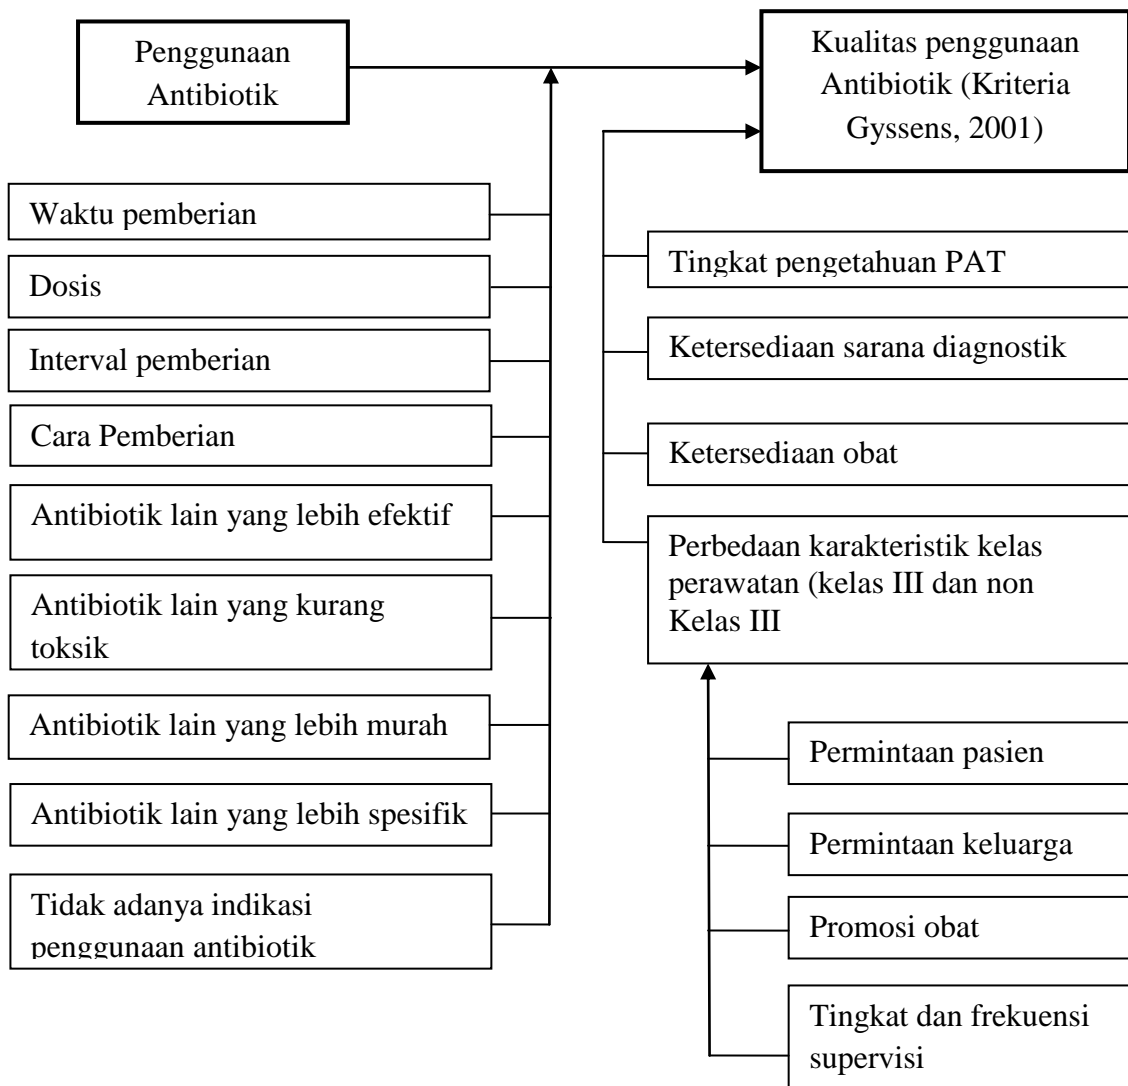 Penggunaan
Antibiotik
Kualitas penggunaan
Antibiotik (Kriteria
Gyssens, 2001)
Waktu pemberian
Dosis
Interval pemberian
Cara Pemberian
Antibiotik lain yang lebih efektif
Antibiotik lain yang kurang
toksik
Antibiotik lain yang lebih murah
Antibiotik lain yang lebih spesifik
Tidak adanya indikasi
penggunaan antibiotik
Tingkat pengetahuan PAT
Ketersediaan sarana diagnostik
Ketersediaan obat
Perbedaan karakteristik kelas
perawatan (kelas III dan non
Kelas III
Permintaan pasien
Permintaan keluarga
Promosi obat
Tingkat dan frekuensi
supervisi